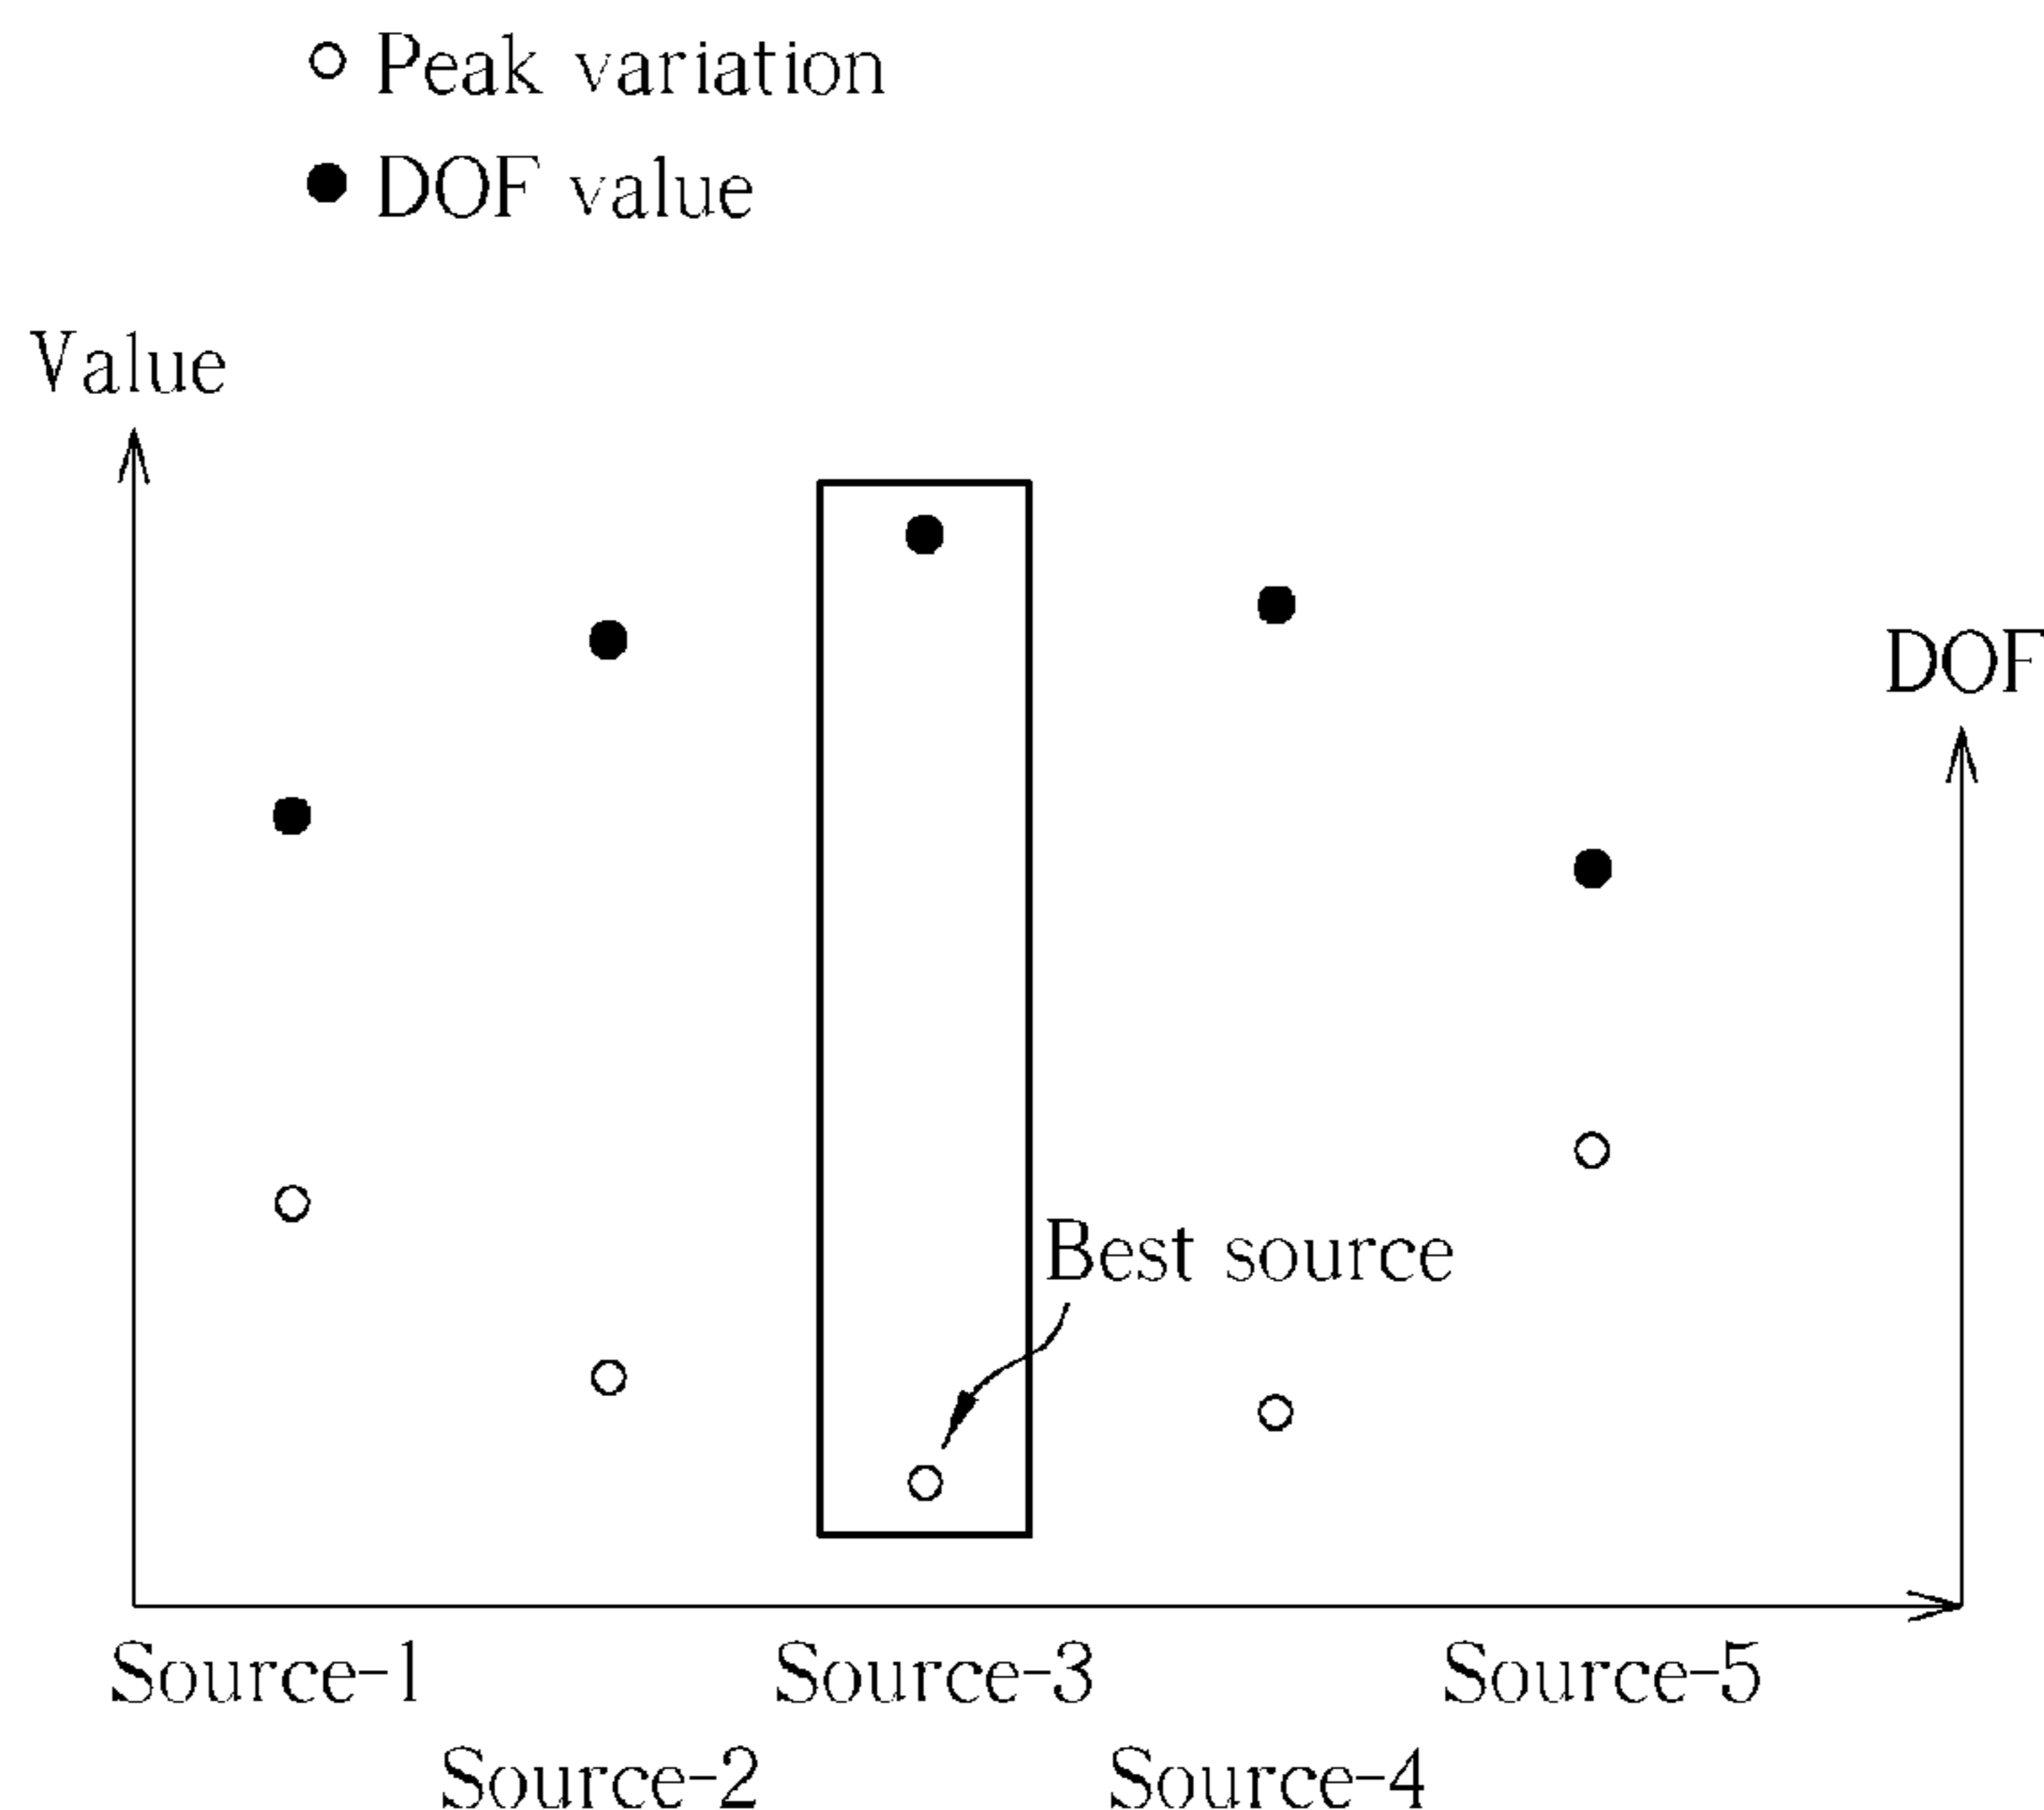 Peak variation
DOF value
Value
DOF
Best source
Source-1
Source-3
Source-5
Source-2
Source-4